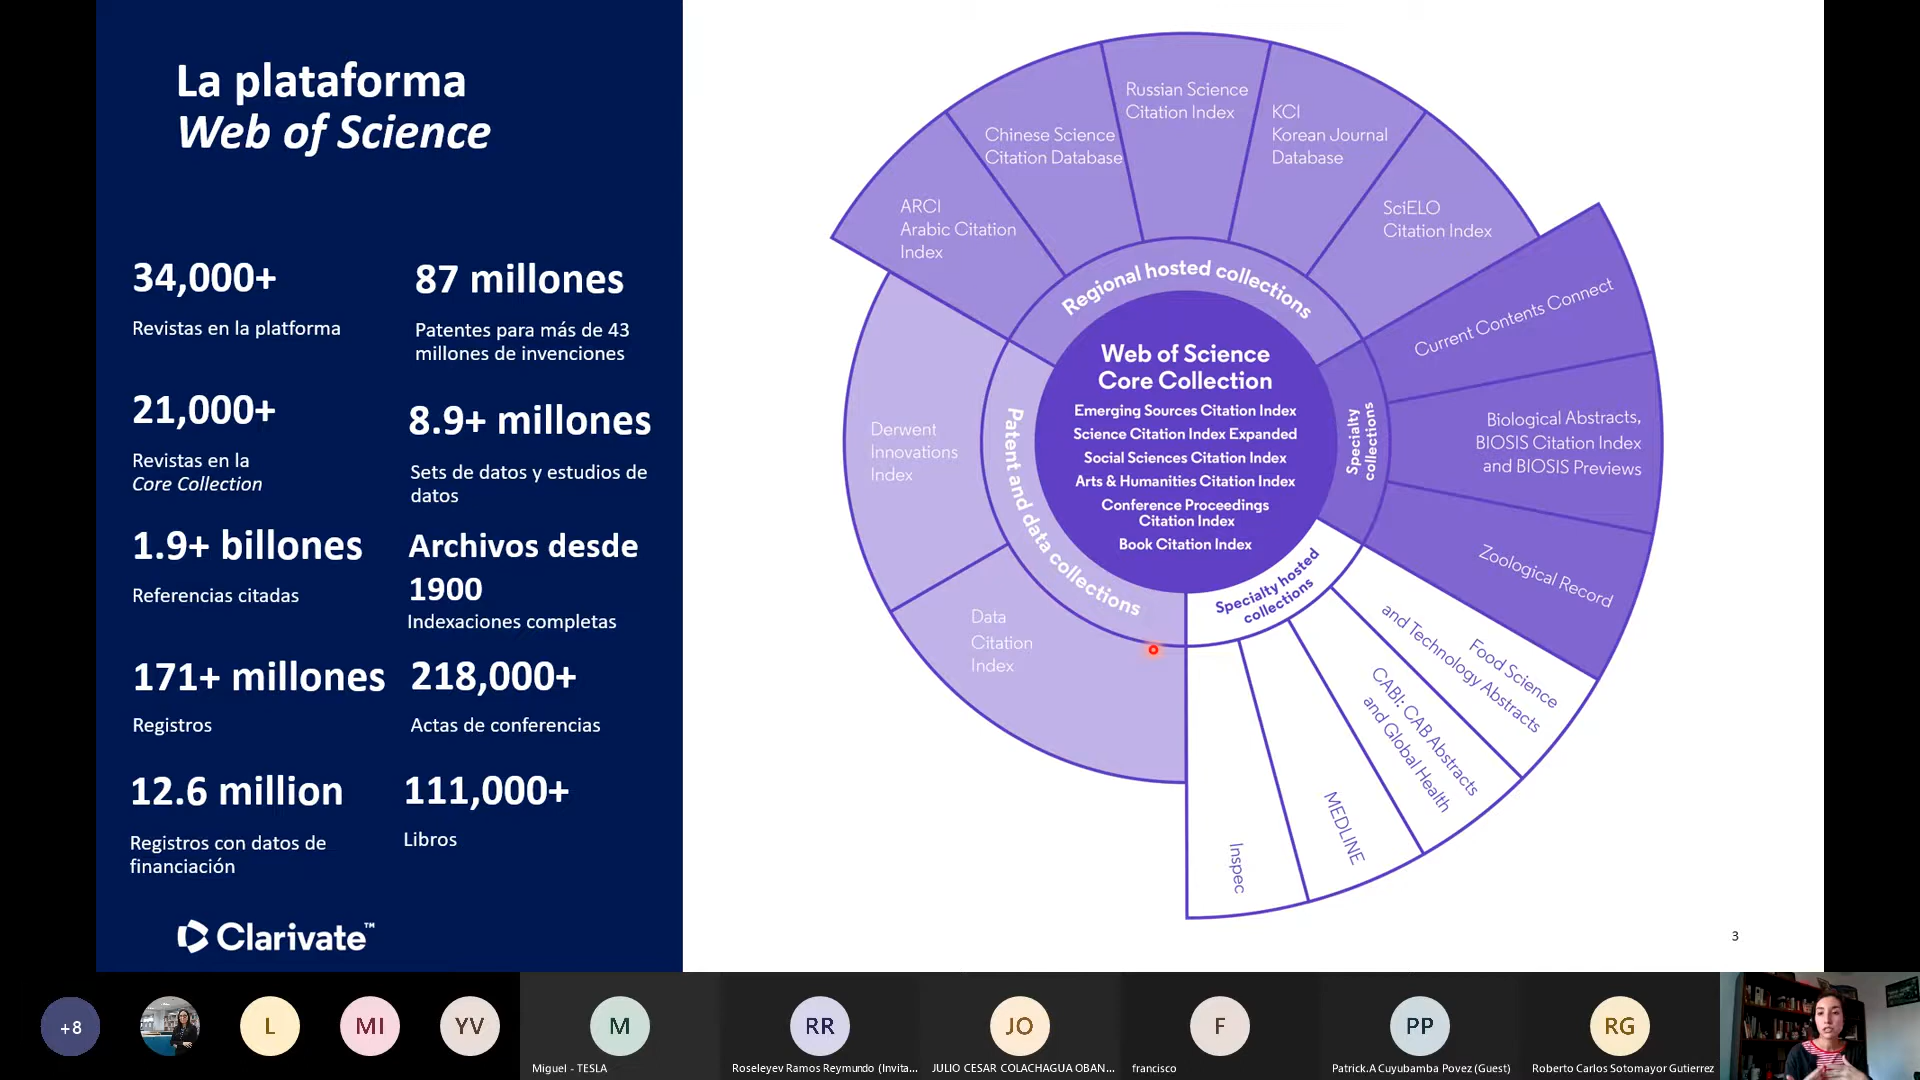 La plataforma
Web of Science
34,000+
Revistas en la platforma
87 millones
Patentes para más de 43
millones de invenciones
21,000+
Revistas en la
Core Collection
8.9+ millones
Sets de datos y estudios de
datos
1.9+ billones
Referencias citadas
Archivos desde
1900
Indexaciones completas
171+ millones
Registros
218,000+
Actas de conferencias
12.6 million
Registros con datos de
financiación
111,000+
Libros
Clarivate™
ARCI
Arabic Citation
Index
Chinese Science
Citation Database
Russian Science
Citation Index
KCI
Korean Journal
Database
SciELO
Citation Index
Regional hosted collections
Current Contents Connect
Biological Abstracts,
BIOSIS Citation Index
and BIOSIS Previews
Zoological Record
Specialty
collections
Food Science
and Technology Abstracts
CABI: CAB Abstracts
and Global Health
MEDLINE
Inspec
Specialty hosted
collections
Data
Citation
Index
Derwent
Innovations
Index
Patent and data collections
Web of Science
Core Collection
Emerging Sources Citation Index
Science Citation Index Expanded
Social Sciences Citation Index
Arts & Humanities Citation Index
Conference Proceedings
Citation Index
Book Citation Index
3
+8
L
MI
YV
M
RR
JO
F
PP
RG
Miguel - TESLA
Roseleyev Ramos Reymundo (Invita...
JULIO CESAR COLACHAGUA OBAN...
francisco
Patrick.A Cuyubamba Povez (Guest)
Roberto Carlos Sotomayor Gutierrez